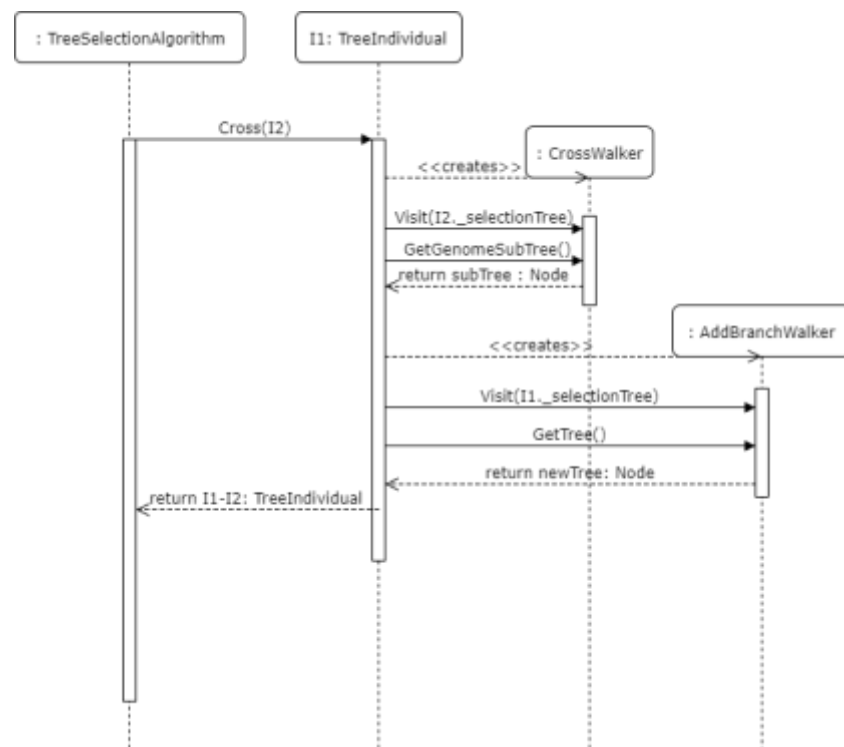 : TreeSelectionAlgorithm
I1: TreeIndividual
Cross(I2)
: CrossWalker
<<creates>>
Visit(I2._selectionTree)
GetGenomeSubTree()
return subTree : Node
: AddBranchWalker
<<creates>>
Visit(I1._selectionTree)
GetTree()
return newTree: Node
return I1-I2: TreeIndividual